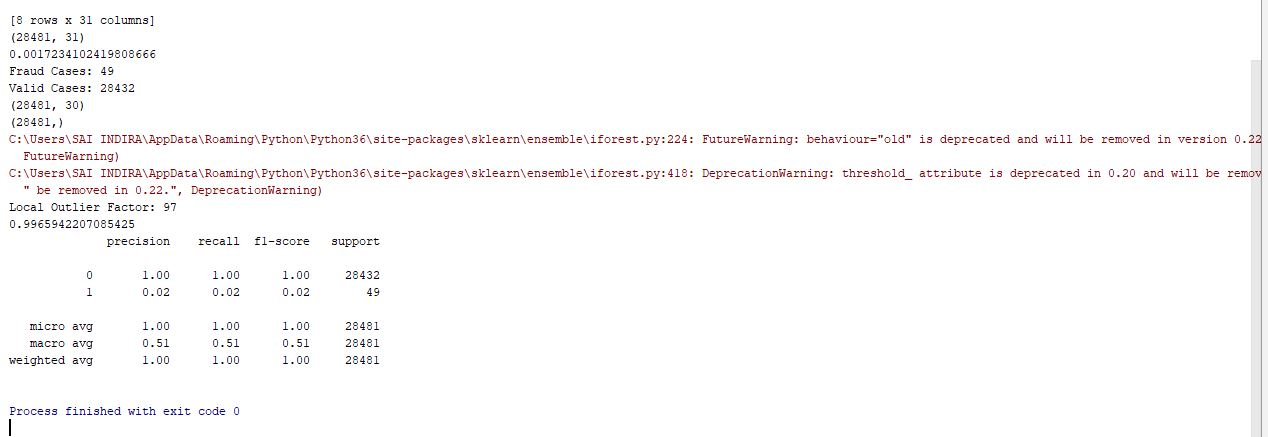 [8 rows x 31 columns]
(28481, 31)
0.0017234102419808666
Fraud Cases: 49
Valid Cases: 28432
(28481, 30)
(28481,)
C:\Users\SAI INDIRA\AppData\Roaming\Python\Python36\site-packages\sklearn\ensemble\iforest.py:224: FutureWarning: behaviour="old" is deprecated and will be removed in version 0.22
  FutureWarning)
C:\Users\SAI INDIRA\AppData\Roaming\Python\Python36\site-packages\sklearn\ensemble\iforest.py:418: DeprecationWarning: threshold_ attribute is deprecated in 0.20 and will be remov
  " be removed in 0.22.", DeprecationWarning)
Local Outlier Factor: 97
0.9965942207085425
              precision    recall  f1-score   support
           0       1.00      1.00      1.00     28432
           1       0.02      0.02      0.02        49
   micro avg       1.00      1.00      1.00     28481
   macro avg       0.51      0.51      0.51     28481
weighted avg       1.00      1.00      1.00     28481
Process finished with exit code 0